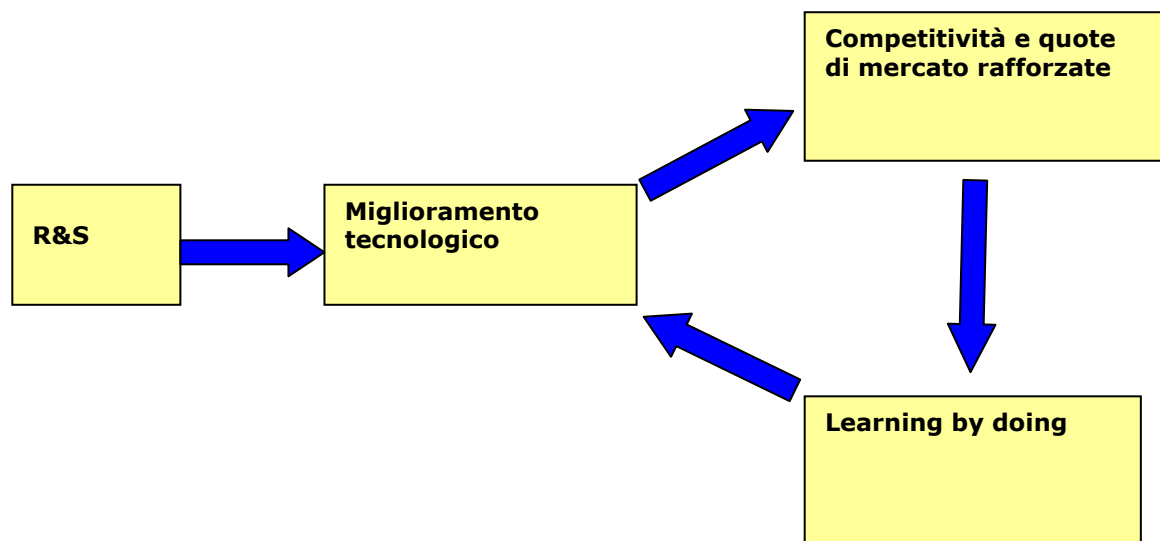 R&S
Miglioramento
tecnologico
Competitività e quote
di mercato rafforzate
Learning by doing